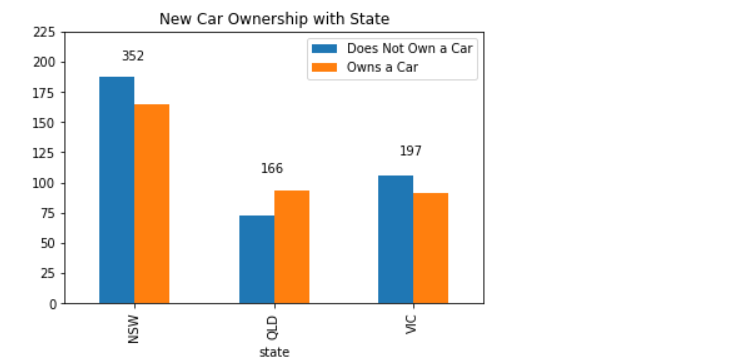 New Car Ownership with State
225
200
175
150
125
100
75
50
25
0
352
166
197
Does Not Own a Car
Owns a Car
NSW
QLD
VIC
state